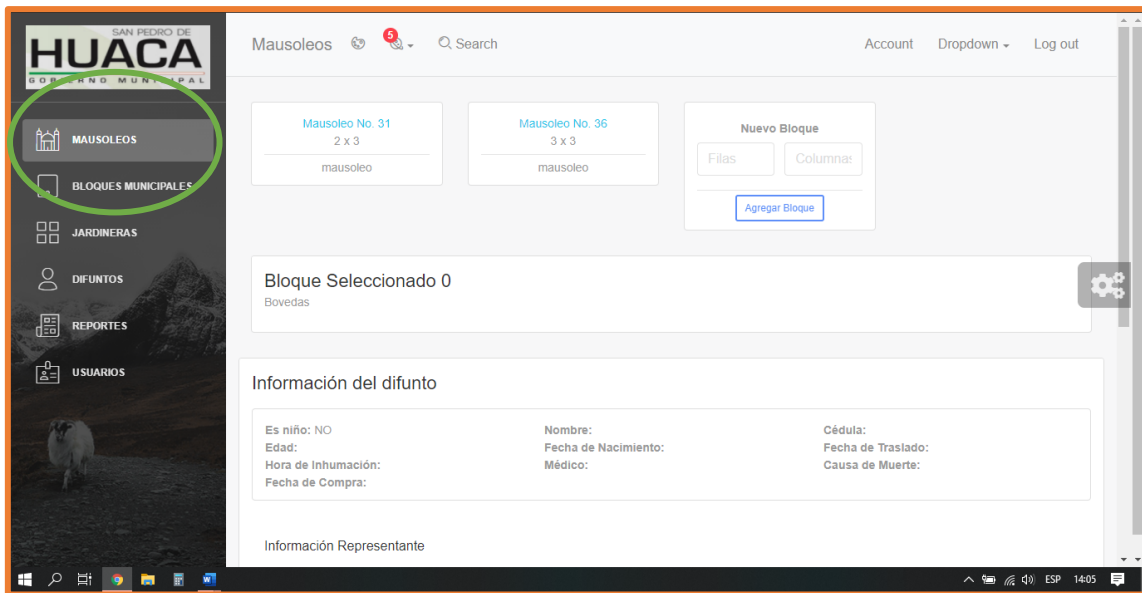 SAN PEDRO DE
HUACA
GOBIERNO MUNICIPAL
MAUSOLEOS
BLOQUES MUNICIPALES
JARDINERAS
DIFUNTOS
REPORTES
USUARIOS
Mausoleos 5 Search Account Dropdown Log out
Mausoleo No. 31
2 x 3
mausoleo
Mausoleo No. 36
3 x 3
mausoleo
Nuevo Bloque
Filas Columnas
Agregar Bloque
Bloque Seleccionado 0
Bovedas
Información del difunto
Es niño: NO Nombre: Cédula:
Edad: Fecha de Nacimiento: Fecha de Traslado:
Hora de Inhumación: Médico: Causa de Muerte:
Fecha de Compra:
Información Representante
ESP 14:05